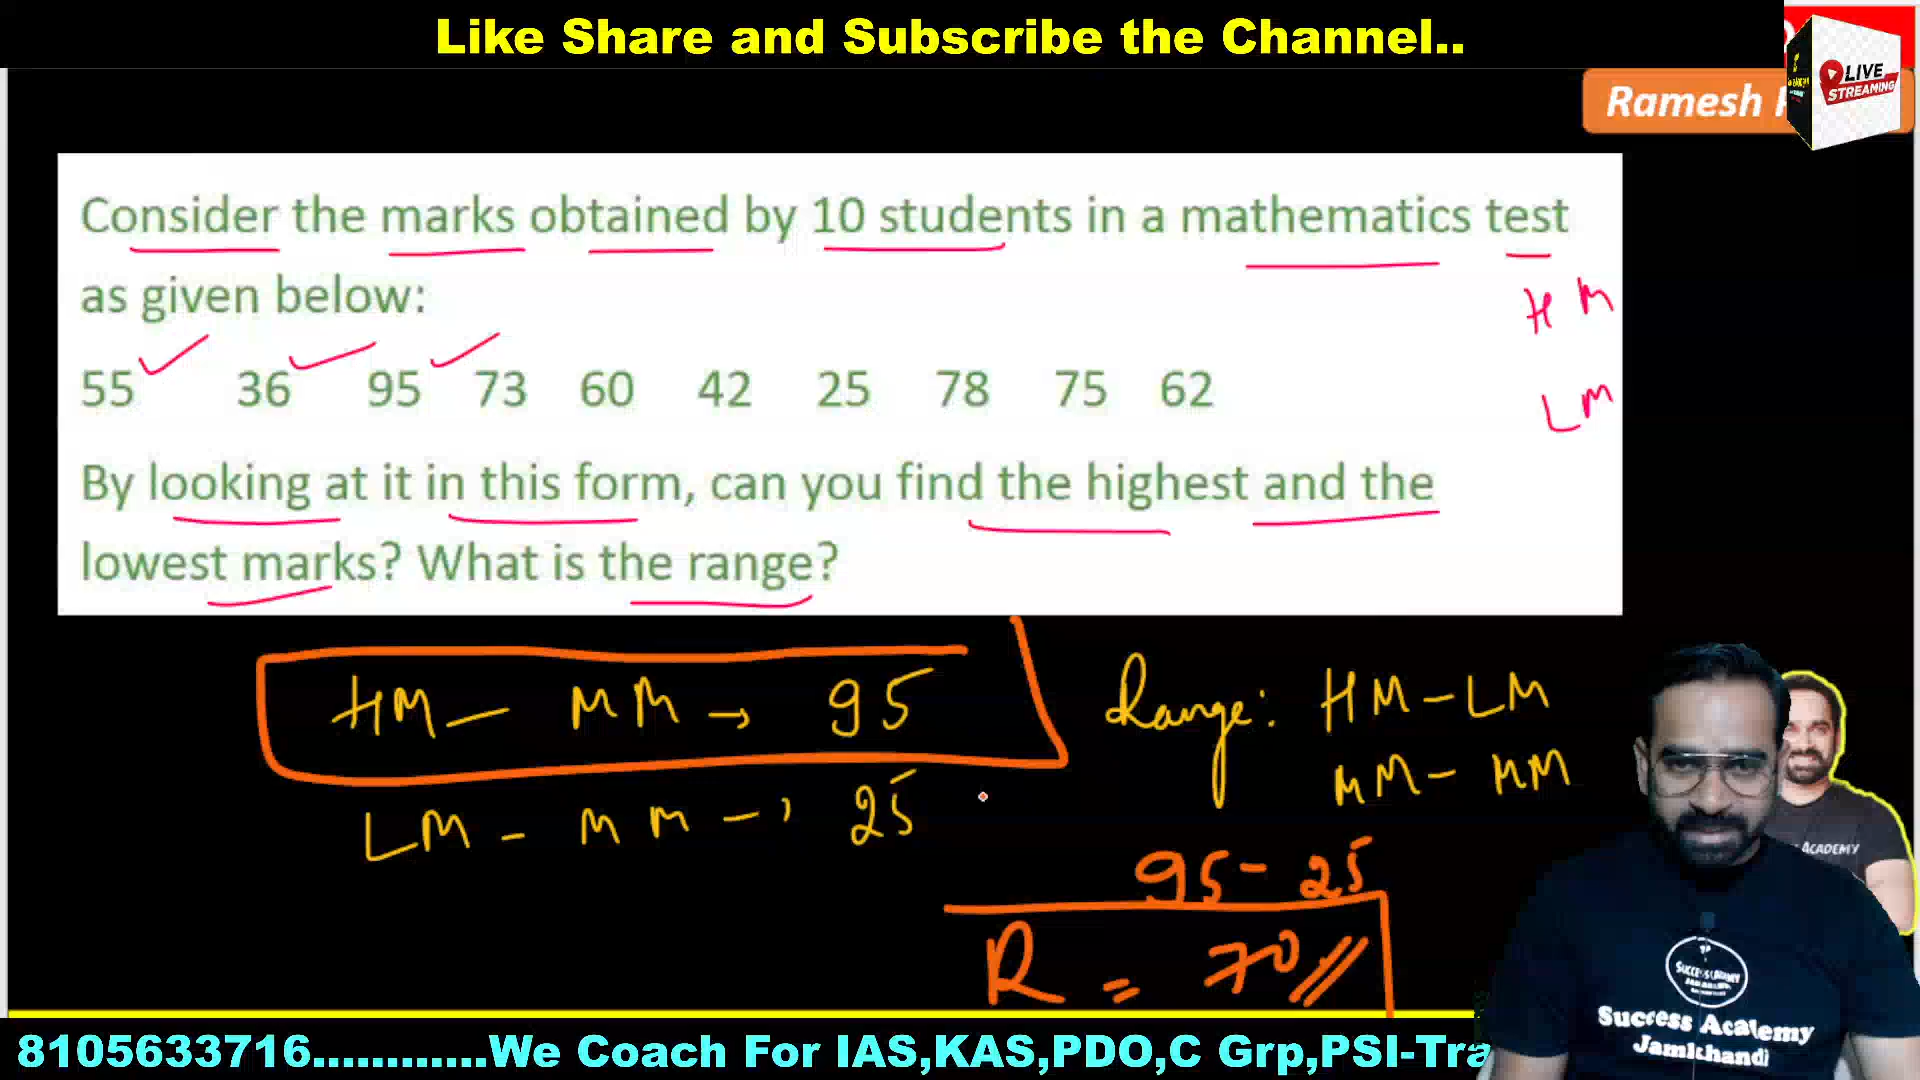 Like Share and Subscribe the Channel..
LIVE
STREAMING
Ramesh
Consider the marks obtained by 10 students in a mathematics test
as given below:
HM
55 36 95 73 60 42 25 78 75 62
LM
By looking at it in this form, can you find the highest and the
lowest marks? What is the range?
HM — MM → 95
Range: HM - LM
MM - MM
LM - MM → 25
95 - 25
R = 70//
ACADEMY
Success Academy
Jamkhandi
8105633716............We Coach For IAS,KAS,PDO,C Grp,PSI-Tra